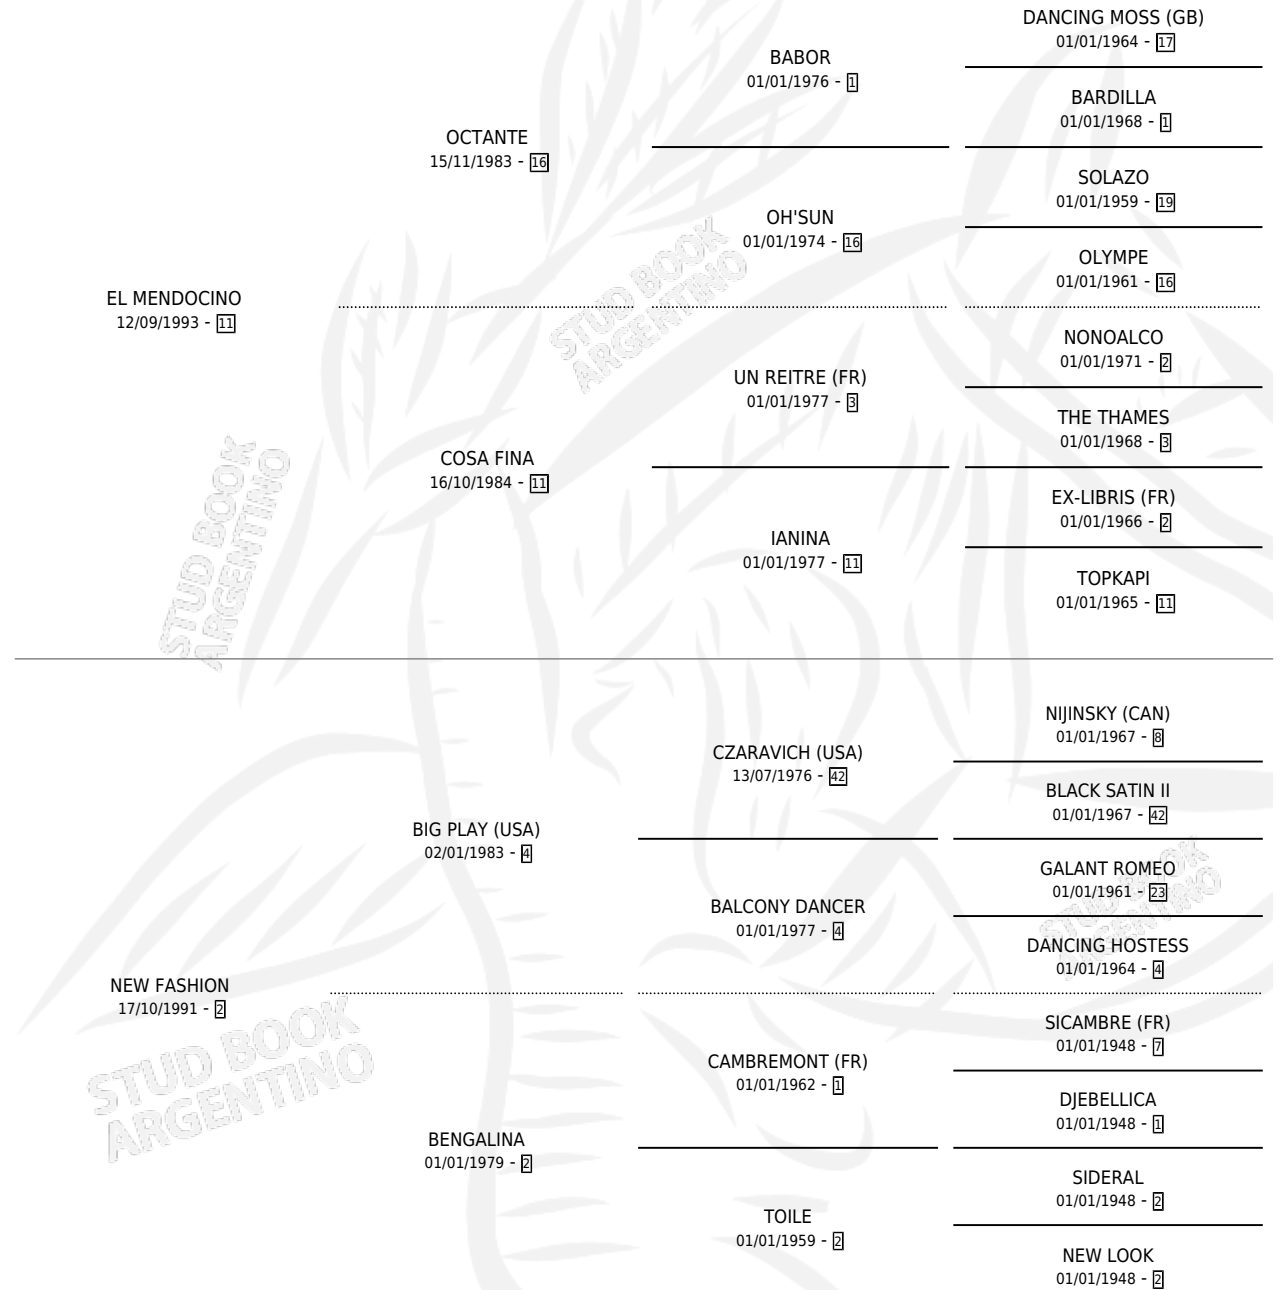 DANCING MOSS (GB)
01/01/1964 - 17
BABOR
01/01/1976 - 1
BARDILLA
01/01/1968 - 1
OCTANTE
15/11/1983 - 16
SOLAZO
01/01/1959 - 19
OH'SUN
01/01/1974 - 16
OLYMPE
01/01/1961 - 16
EL MENDOCINO
12/09/1993 - 11
NONOALCO
01/01/1971 - 2
UN REITRE (FR)
01/01/1977 - 3
THE THAMES
01/01/1968 - 3
COSA FINA
16/10/1984 - 11
EX-LIBRIS (FR)
01/01/1966 - 2
IANINA
01/01/1977 - 11
TOPKAPI
01/01/1965 - 11
STUD BOOK
ARGENTINO
STUD BOOK
ARGENTINO
NIJINSKY (CAN)
01/01/1967 - 8
CZARAVICH (USA)
13/07/1976 - 42
BLACK SATIN II
01/01/1967 - 42
BIG PLAY (USA)
02/01/1983 - 4
GALANT ROMEO
01/01/1961 - 23
BALCONY DANCER
01/01/1977 - 4
DANCING HOSTESS
01/01/1964 - 4
NEW FASHION
17/10/1991 - 2
SICAMBRE (FR)
01/01/1948 - 7
CAMBREMONT (FR)
01/01/1962 - 1
DJEBELLICA
01/01/1948 - 1
BENGALINA
01/01/1979 - 2
SIDERAL
01/01/1948 - 2
TOILE
01/01/1959 - 2
NEW LOOK
01/01/1948 - 2
STUD BOOK
ARGENTINO
STUD BOOK
ARGENTINO